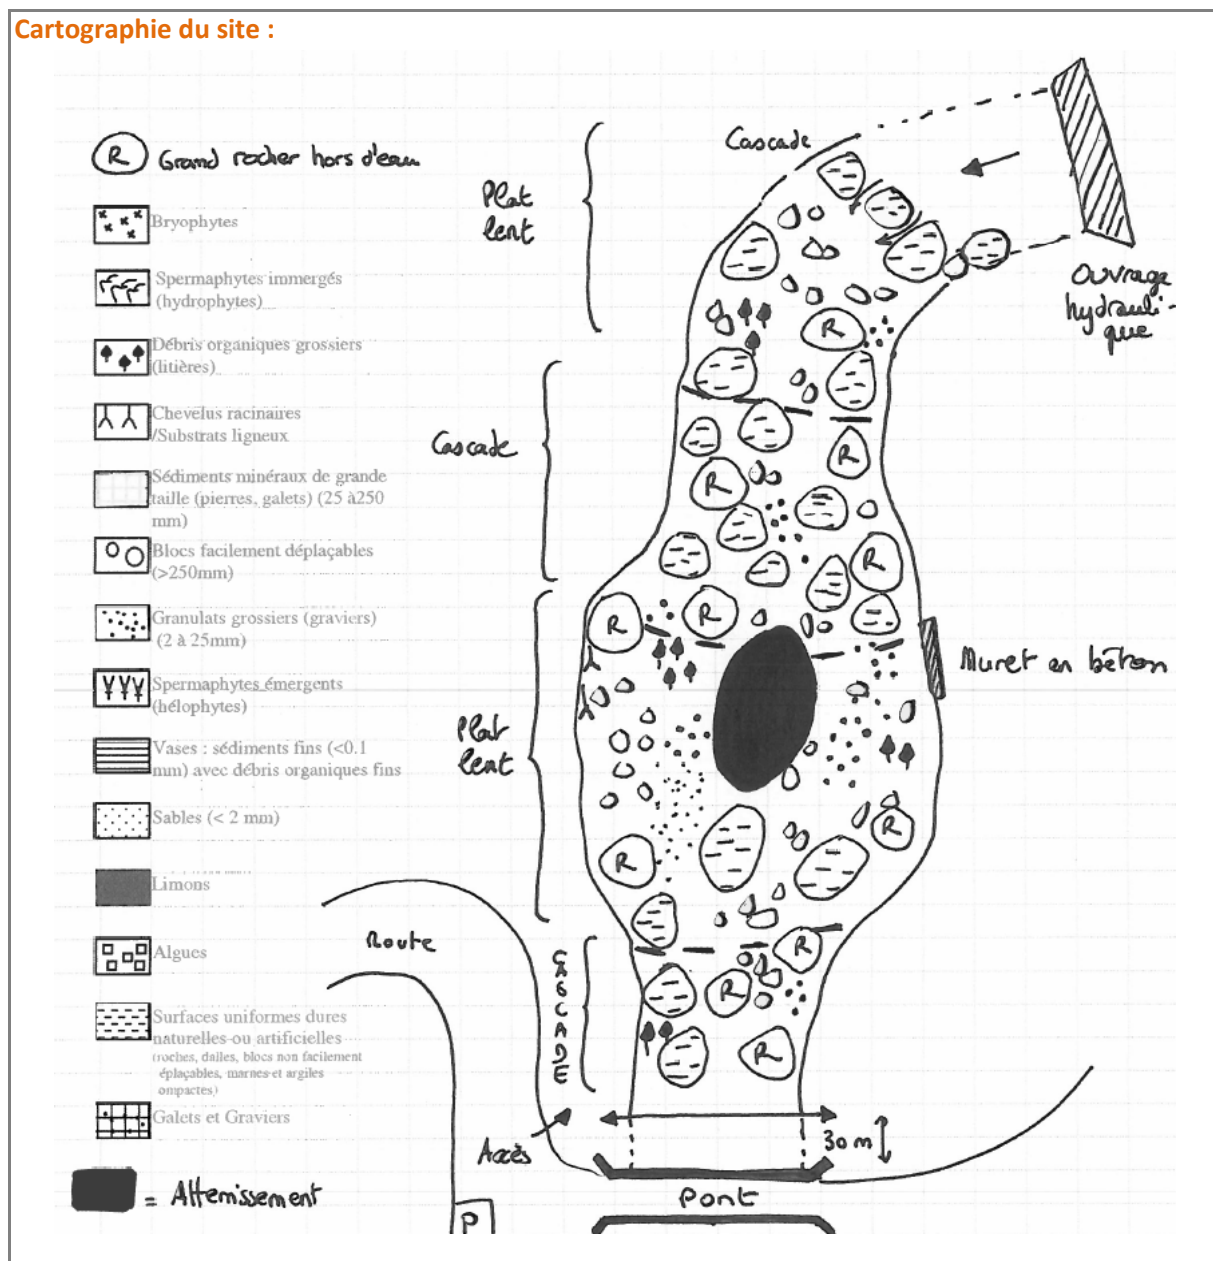 Cartographie du site :
R Grand rocher hors d'eau
Bryophytes
Spermaphytes immergés
(hydrophytes)
Débris organiques grossiers
(litières)
Chevelus racinaires
/Substrats ligneux
Sédiments minéraux de grande
taille (pierres, galets) (25 à250
mm)
Blocs facilement déplaçables
(>250mm)
Granulats grossiers (graviers)
(2 à 25mm)
Spermaphytes émergents
(hélophytes)
Vases : sédiments fins (<0.1
mm) avec débris organiques fins
Sables (< 2 mm)
Limons
Algues
Surfaces uniformes dures
naturelles ou artificielles
(roches, dalles, blocs non facilement
éplaçables, marnes et argiles
ompactes)
Galets et Graviers
= Atterrissement
Cascade
Plat
lent
Ouvrage
hydrauli-
que
R
Cascade
R
R
R
R
R
Muret en béton
Plat
lent
R
R
Route
R
CASCADE
R
R
Accès
30 m
Pont
P